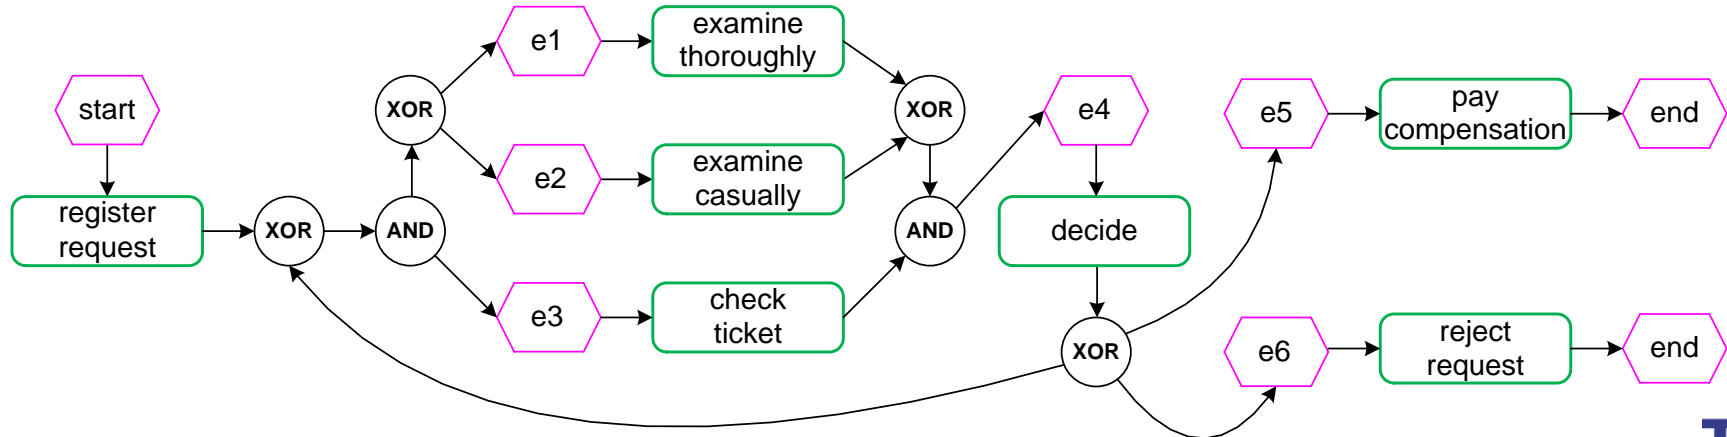 start
register
request
XOR
AND
XOR
e1
examine
thoroughly
e2
examine
casually
e3
check
ticket
XOR
AND
e4
decide
XOR
e5
pay
compensation
end
e6
reject
request
end